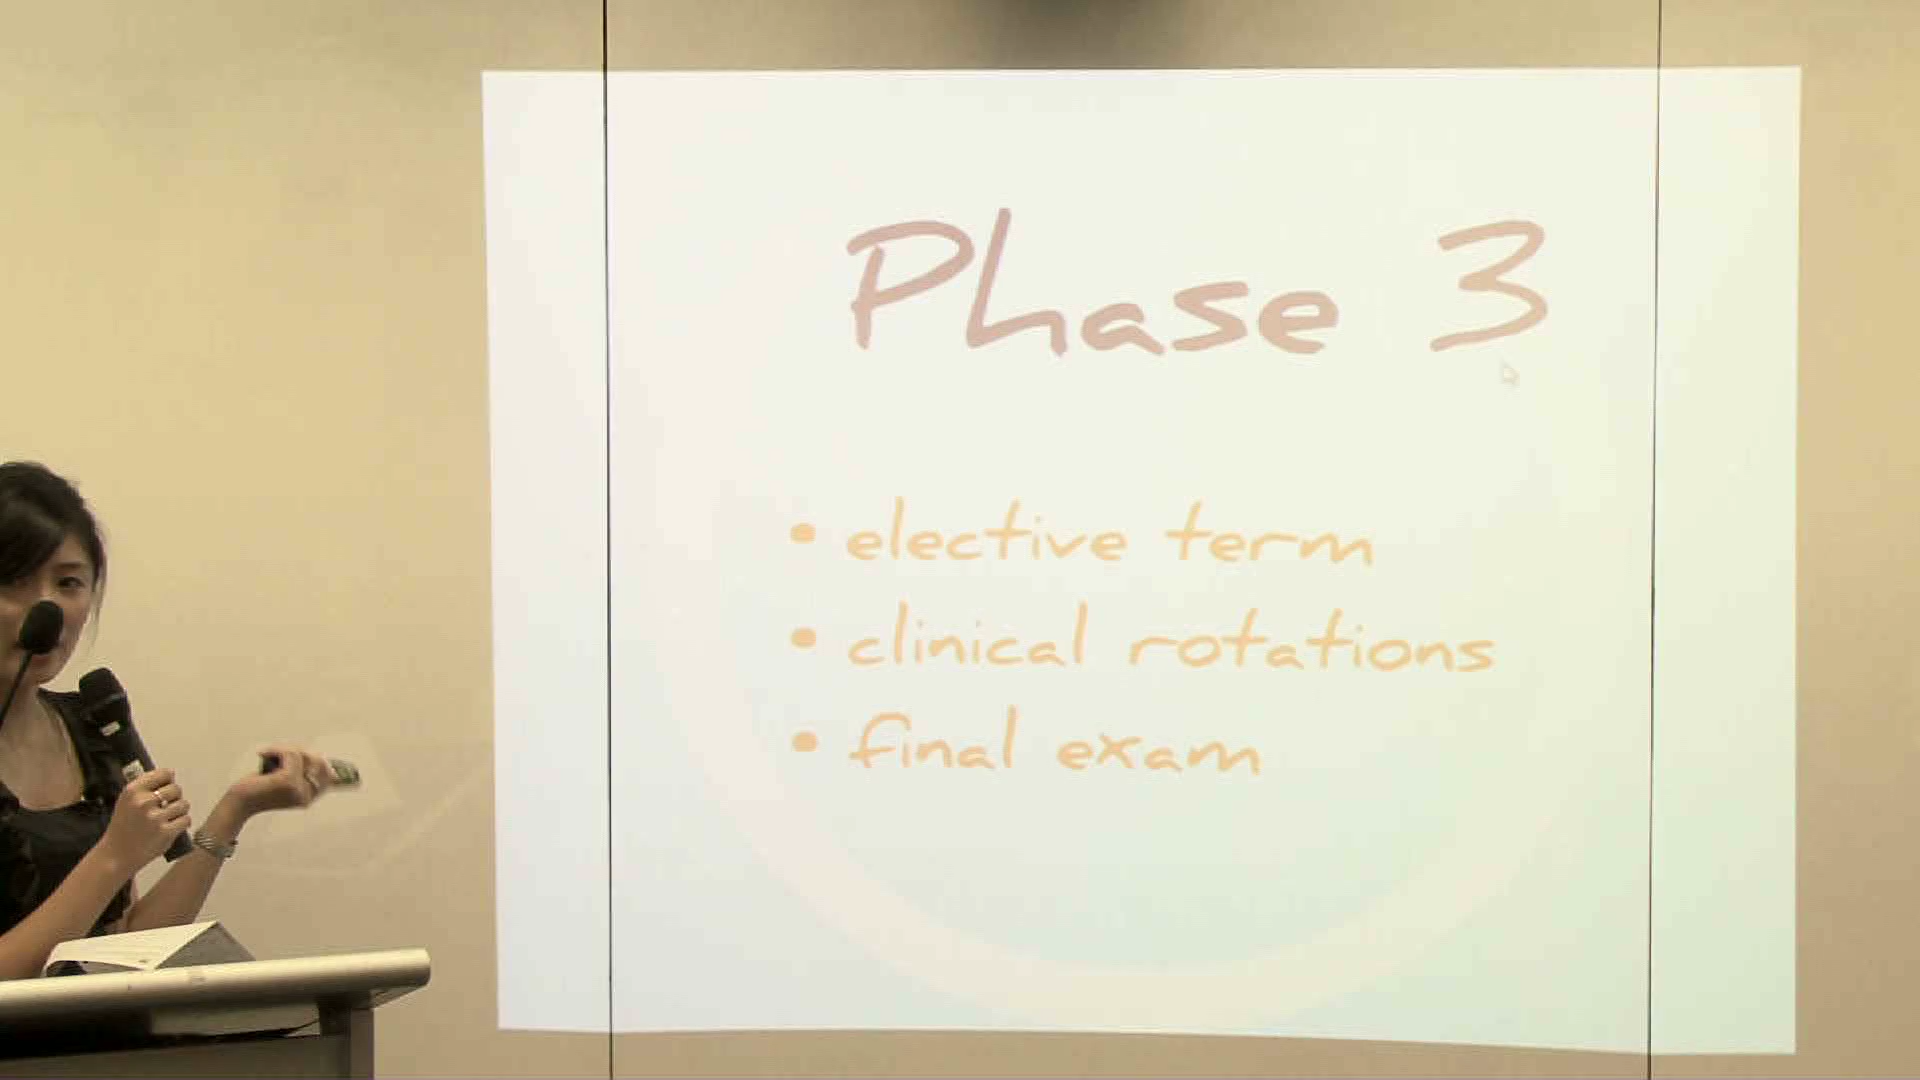 Phase 3
• elective term
• clinical rotations
• final exam